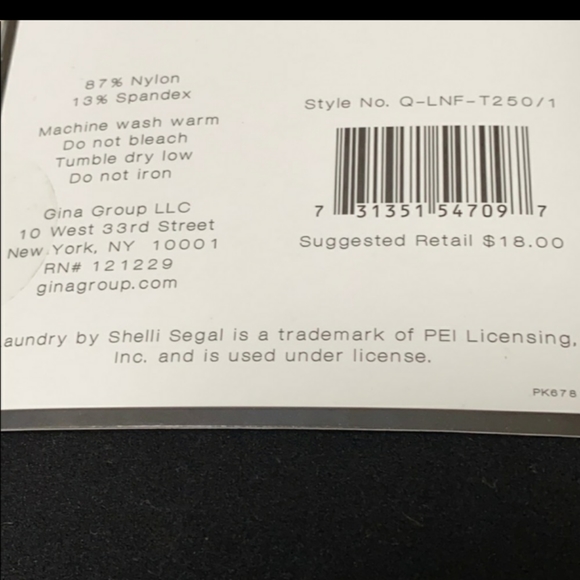 87% Nylon
13% Spandex
Machine wash warm
Do not bleach
Tumble dry low
Do not iron
Gina Group LLC
10 West 33rd Street
New York, NY 10001
RN# 121229
ginagroup.com
Style No. Q-LNF-T250/1
7 31351 54709 7
Suggested Retail $18.00
aundry by Shelli Segal is a trademark of PEI Licensing,
Inc. and is used under license.
PK678